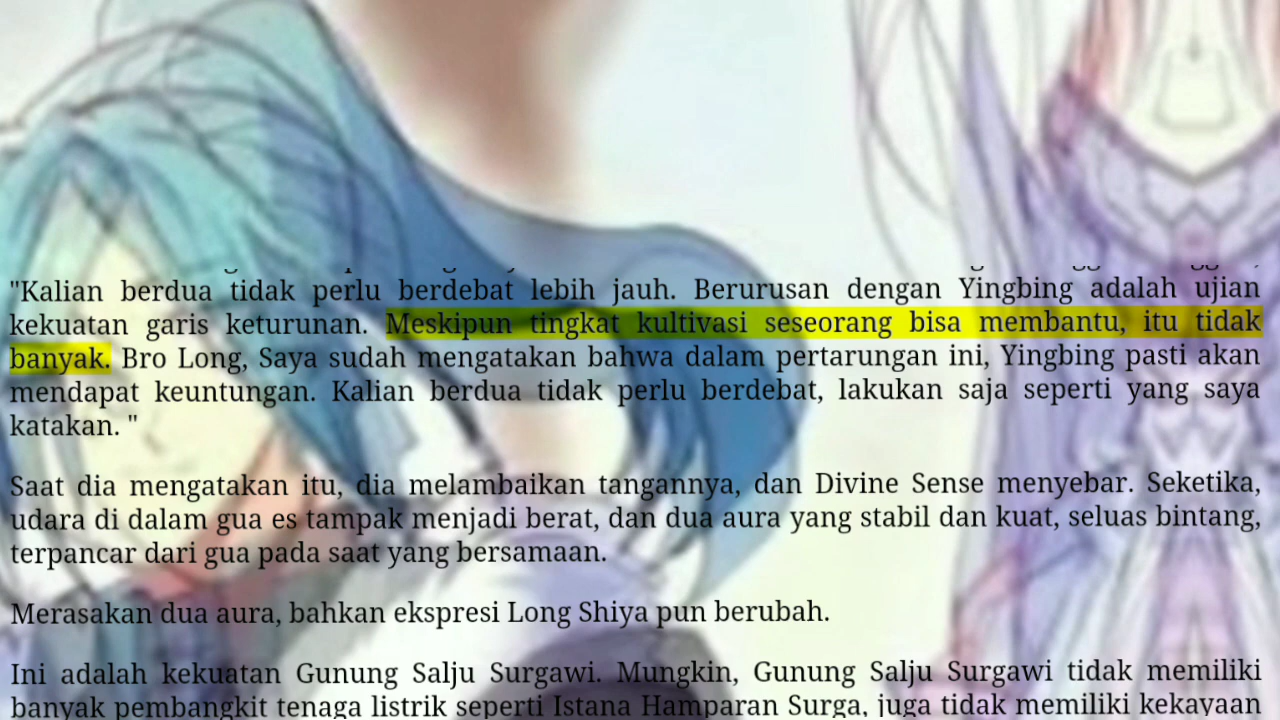 "Kalian berdua tidak perlu berdebat lebih jauh. Berurusan dengan Yingbing adalah ujian
kekuatan garis keturunan. Meskipun tingkat kultivasi seseorang bisa membantu, itu tidak
banyak. Bro Long, Saya sudah mengatakan bahwa dalam pertarungan ini, Yingbing pasti akan
mendapat keuntungan. Kalian berdua tidak perlu berdebat, lakukan saja seperti yang saya
katakan. "
Saat dia mengatakan itu, dia melambaikan tangannya, dan Divine Sense menyebar. Seketika,
udara di dalam gua es tampak menjadi berat, dan dua aura yang stabil dan kuat, seluas bintang,
terpancar dari gua pada saat yang bersamaan.
Merasakan dua aura, bahkan ekspresi Long Shiya pun berubah.
Ini adalah kekuatan Gunung Salju Surgawi. Mungkin, Gunung Salju Surgawi tidak memiliki
banyak pembangkit tenaga listrik seperti Istana Hamparan Surga, juga tidak memiliki kekayaan